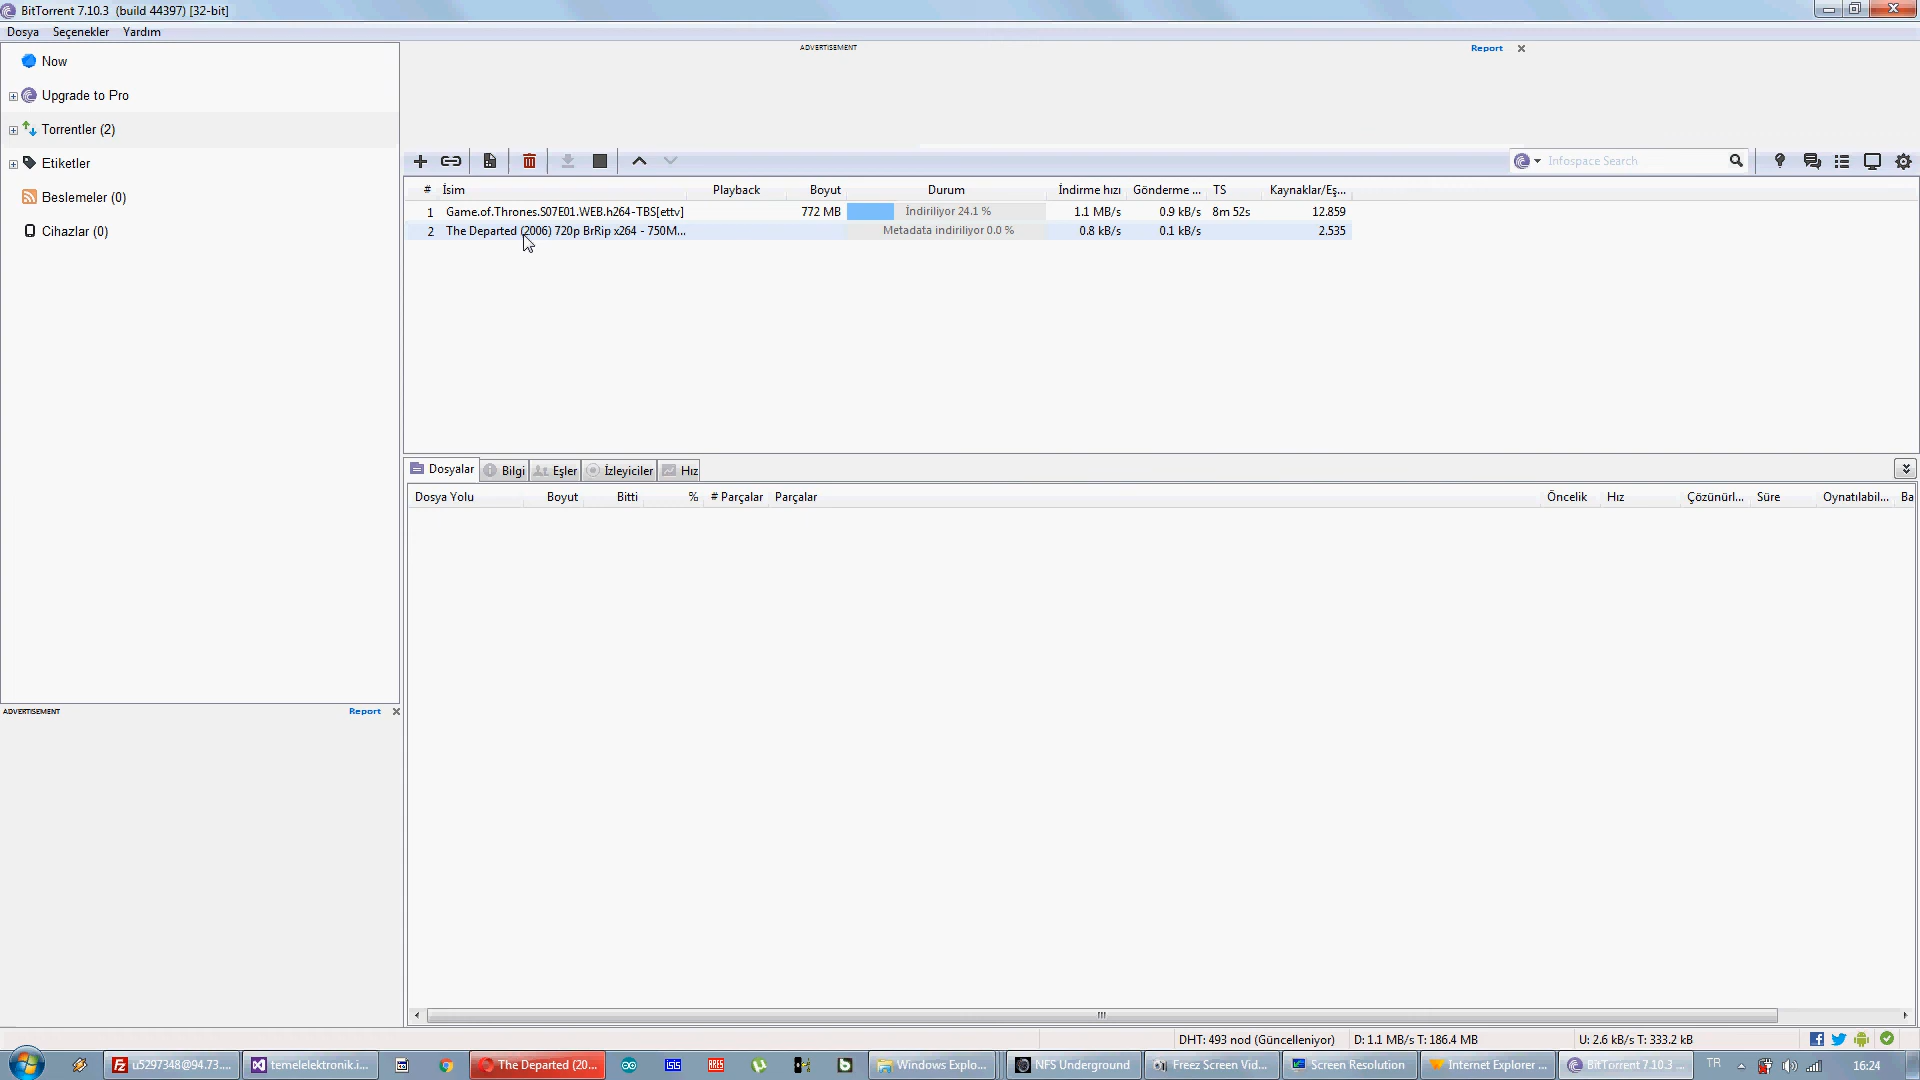 BitTorrent 7.10.3 (build 44397) [32-bit]
Dosya Seçenekler Yardım
Now
Upgrade to Pro
Torrentler (2)
Etiketler
Beslemeler (0)
Cihazlar (0)
ADVERTISEMENT Report
ADVERTISEMENT Report
Infospace Search
# İsim Playback Boyut Durum İndirme hızı Gönderme ... TS Kaynaklar/Eş...
1 Game.of.Thrones.S07E01.WEB.h264-TBS[ettv] 772 MB İndiriliyor 24.1 % 1.1 MB/s 0.9 kB/s 8m 52s 12.859
2 The Departed (2006) 720p BrRip x264 - 750M... Metadata indiriliyor 0.0 % 0.8 kB/s 0.1 kB/s 2.535
Dosyalar Bilgi Eşler İzleyiciler Hız
Dosya Yolu Boyut Bitti % # Parçalar Parçalar Öncelik Hız Çözünürl... Süre Oynatılabil... Ba
DHT: 493 nod (Güncelleniyor) D: 1.1 MB/s T: 186.4 MB U: 2.6 kB/s T: 333.2 kB
u5297348@94.73.... temelelektronik.i... The Departed (20... ISIS ARES Windows Explo... NFS Underground Freez Screen Vid... Screen Resolution Internet Explorer ... BitTorrent 7.10.3 ... TR 16:24